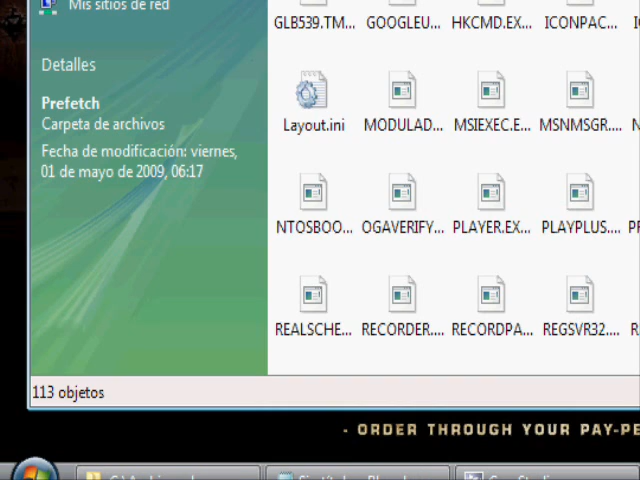 Mis sitios de red
GLB539.TM... GOOGLEU... HKCMD.EX... ICONPAC...
Detalles
Prefetch
Carpeta de archivos
Fecha de modificación: viernes,
01 de mayo de 2009, 06:17
Layout.ini MODULAD... MSIEXEC.E... MSNMSGR....
NTOSBOO... OGAVERIFY... PLAYER.EX... PLAYPLUS....
REALSCHE... RECORDER.... RECORDPA... REGSVR32....
113 objetos
- ORDER THROUGH YOUR PAY-PE